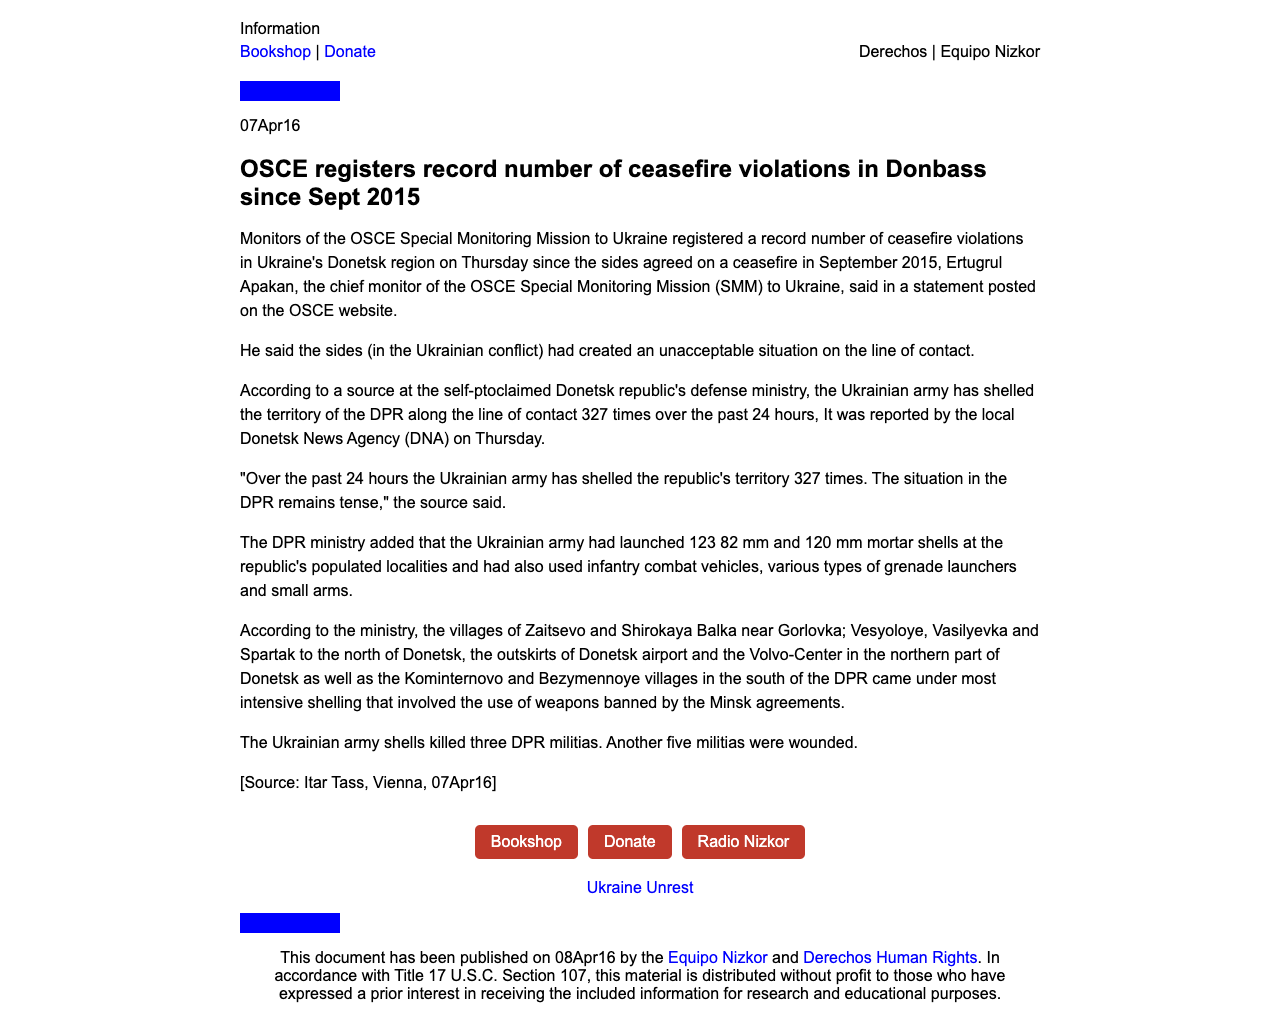 Information
Bookshop | Donate
Derechos | Equipo Nizkor
07Apr16
OSCE registers record number of ceasefire violations in Donbass
since Sept 2015
Monitors of the OSCE Special Monitoring Mission to Ukraine registered a record number of ceasefire violations
in Ukraine's Donetsk region on Thursday since the sides agreed on a ceasefire in September 2015, Ertugrul
Apakan, the chief monitor of the OSCE Special Monitoring Mission (SMM) to Ukraine, said in a statement posted
on the OSCE website.
He said the sides (in the Ukrainian conflict) had created an unacceptable situation on the line of contact.
According to a source at the self-ptoclaimed Donetsk republic's defense ministry, the Ukrainian army has shelled
the territory of the DPR along the line of contact 327 times over the past 24 hours, It was reported by the local
Donetsk News Agency (DNA) on Thursday.
"Over the past 24 hours the Ukrainian army has shelled the republic's territory 327 times. The situation in the
DPR remains tense," the source said.
The DPR ministry added that the Ukrainian army had launched 123 82 mm and 120 mm mortar shells at the
republic's populated localities and had also used infantry combat vehicles, various types of grenade launchers
and small arms.
According to the ministry, the villages of Zaitsevo and Shirokaya Balka near Gorlovka; Vesyoloye, Vasilyevka and
Spartak to the north of Donetsk, the outskirts of Donetsk airport and the Volvo-Center in the northern part of
Donetsk as well as the Kominternovo and Bezymennoye villages in the south of the DPR came under most
intensive shelling that involved the use of weapons banned by the Minsk agreements.
The Ukrainian army shells killed three DPR militias. Another five militias were wounded.
[Source: Itar Tass, Vienna, 07Apr16]
Bookshop Donate Radio Nizkor
Ukraine Unrest
This document has been published on 08Apr16 by the Equipo Nizkor and Derechos Human Rights. In
accordance with Title 17 U.S.C. Section 107, this material is distributed without profit to those who have
expressed a prior interest in receiving the included information for research and educational purposes.